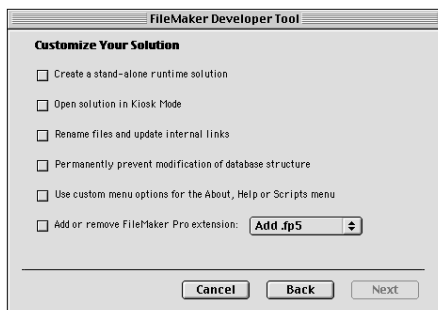 FileMaker Developer Tool
Customize Your Solution
Create a stand-alone runtime solution
Open solution in Kiosk Mode
Rename files and update internal links
Permanently prevent modification of database structure
Use custom menu options for the About, Help or Scripts menu
Add or remove FileMaker Pro extension: Add .fp5
Cancel Back Next